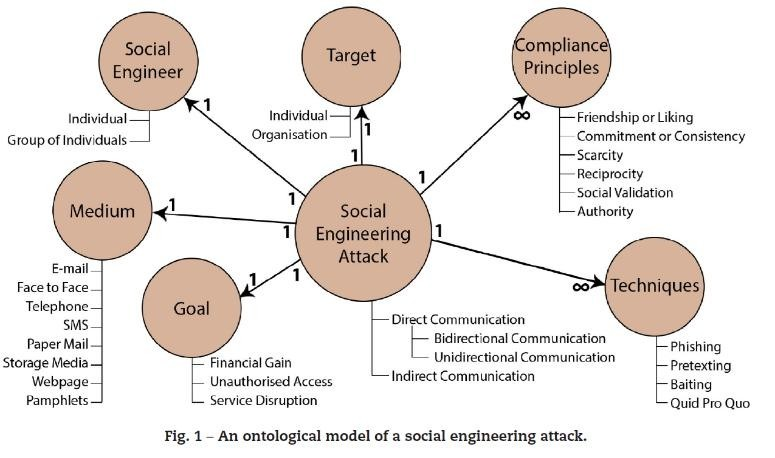 Social
Engineer
Individual
Group of Individuals
1
Target
Individual
Organisation
1
1
Compliance
Principles
∞
Friendship or Liking
Commitment or Consistency
Scarcity
Reciprocity
Social Validation
Authority
1
1
Medium
1
1
E-mail
Face to Face
Telephone
SMS
Paper Mail
Storage Media
Webpage
Pamphlets
Social
Engineering
Attack
1
Direct Communication
Bidirectional Communication
Unidirectional Communication
Indirect Communication
Goal
1
1
Financial Gain
Unauthorised Access
Service Disruption
∞
Techniques
Phishing
Pretexting
Baiting
Quid Pro Quo
Fig. 1 – An ontological model of a social engineering attack.